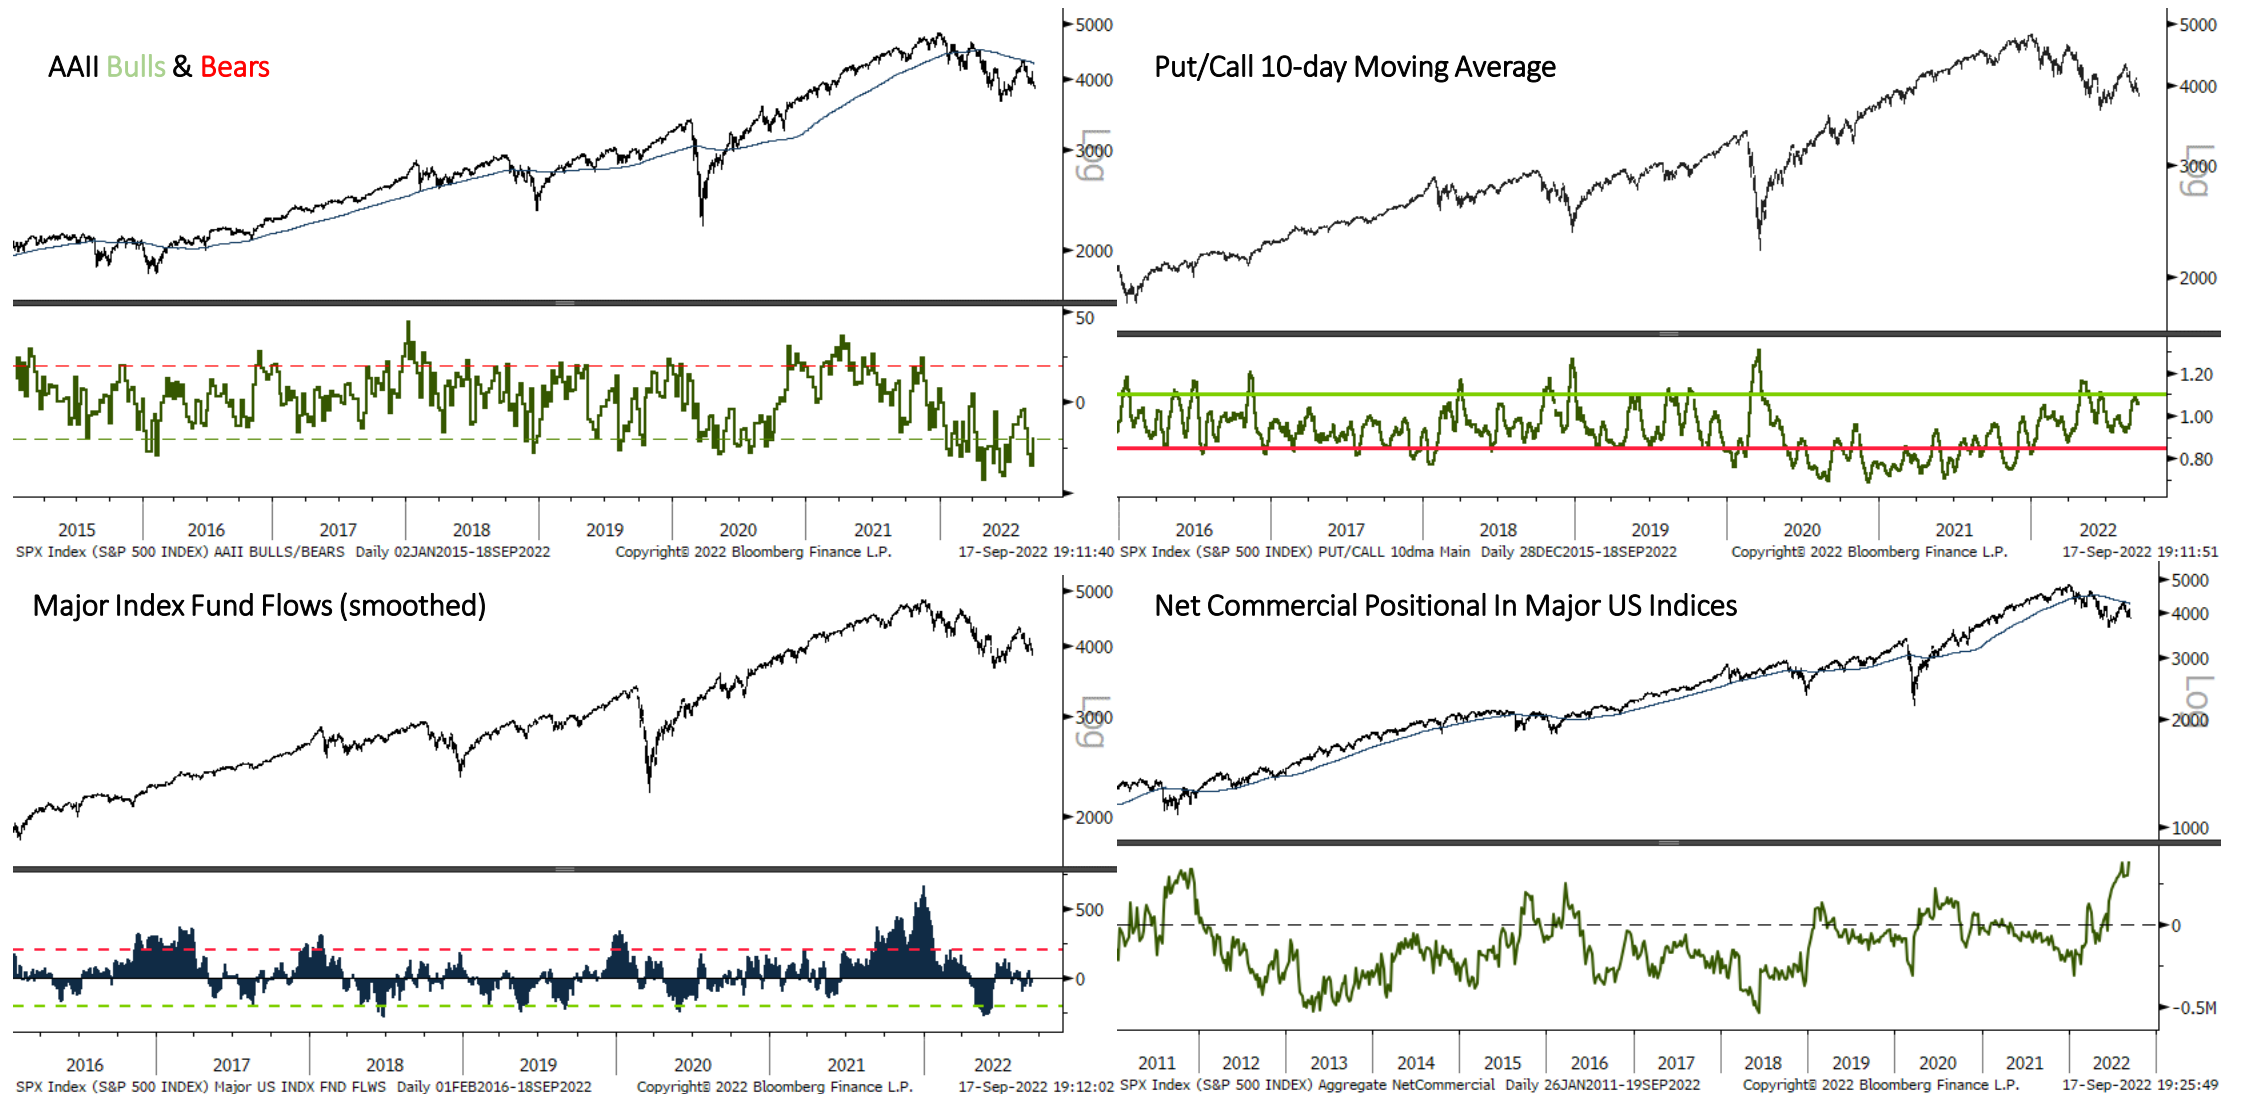 AAII Bulls & Bears
5000
4000
3000
2000
Log
50
0
2015 2016 2017 2018 2019 2020 2021 2022
SPX Index (S&P 500 INDEX) AAII BULLS/BEARS Daily 02JAN2015-18SEP2022 Copyright© 2022 Bloomberg Finance L.P. 17-Sep-2022 19:11:40
Put/Call 10-day Moving Average
5000
4000
3000
2000
Log
1.20
1.00
0.80
2016 2017 2018 2019 2020 2021 2022
SPX Index (S&P 500 INDEX) PUT/CALL 10dma Main Daily 28DEC2015-18SEP2022 Copyright© 2022 Bloomberg Finance L.P. 17-Sep-2022 19:11:51
Major Index Fund Flows (smoothed)
5000
4000
3000
2000
Log
500
0
2016 2017 2018 2019 2020 2021 2022
SPX Index (S&P 500 INDEX) Major US INDX FND FLWS Daily 01FEB2016-18SEP2022 Copyright© 2022 Bloomberg Finance L.P. 17-Sep-2022 19:12:02
Net Commercial Positional In Major US Indices
5000
4000
3000
2000
1000
Log
0
-0.5M
2011 2012 2013 2014 2015 2016 2017 2018 2019 2020 2021 2022
SPX Index (S&P 500 INDEX) Aggregate NetCommercial Daily 26JAN2011-19SEP2022 Copyright© 2022 Bloomberg Finance L.P. 17-Sep-2022 19:25:49